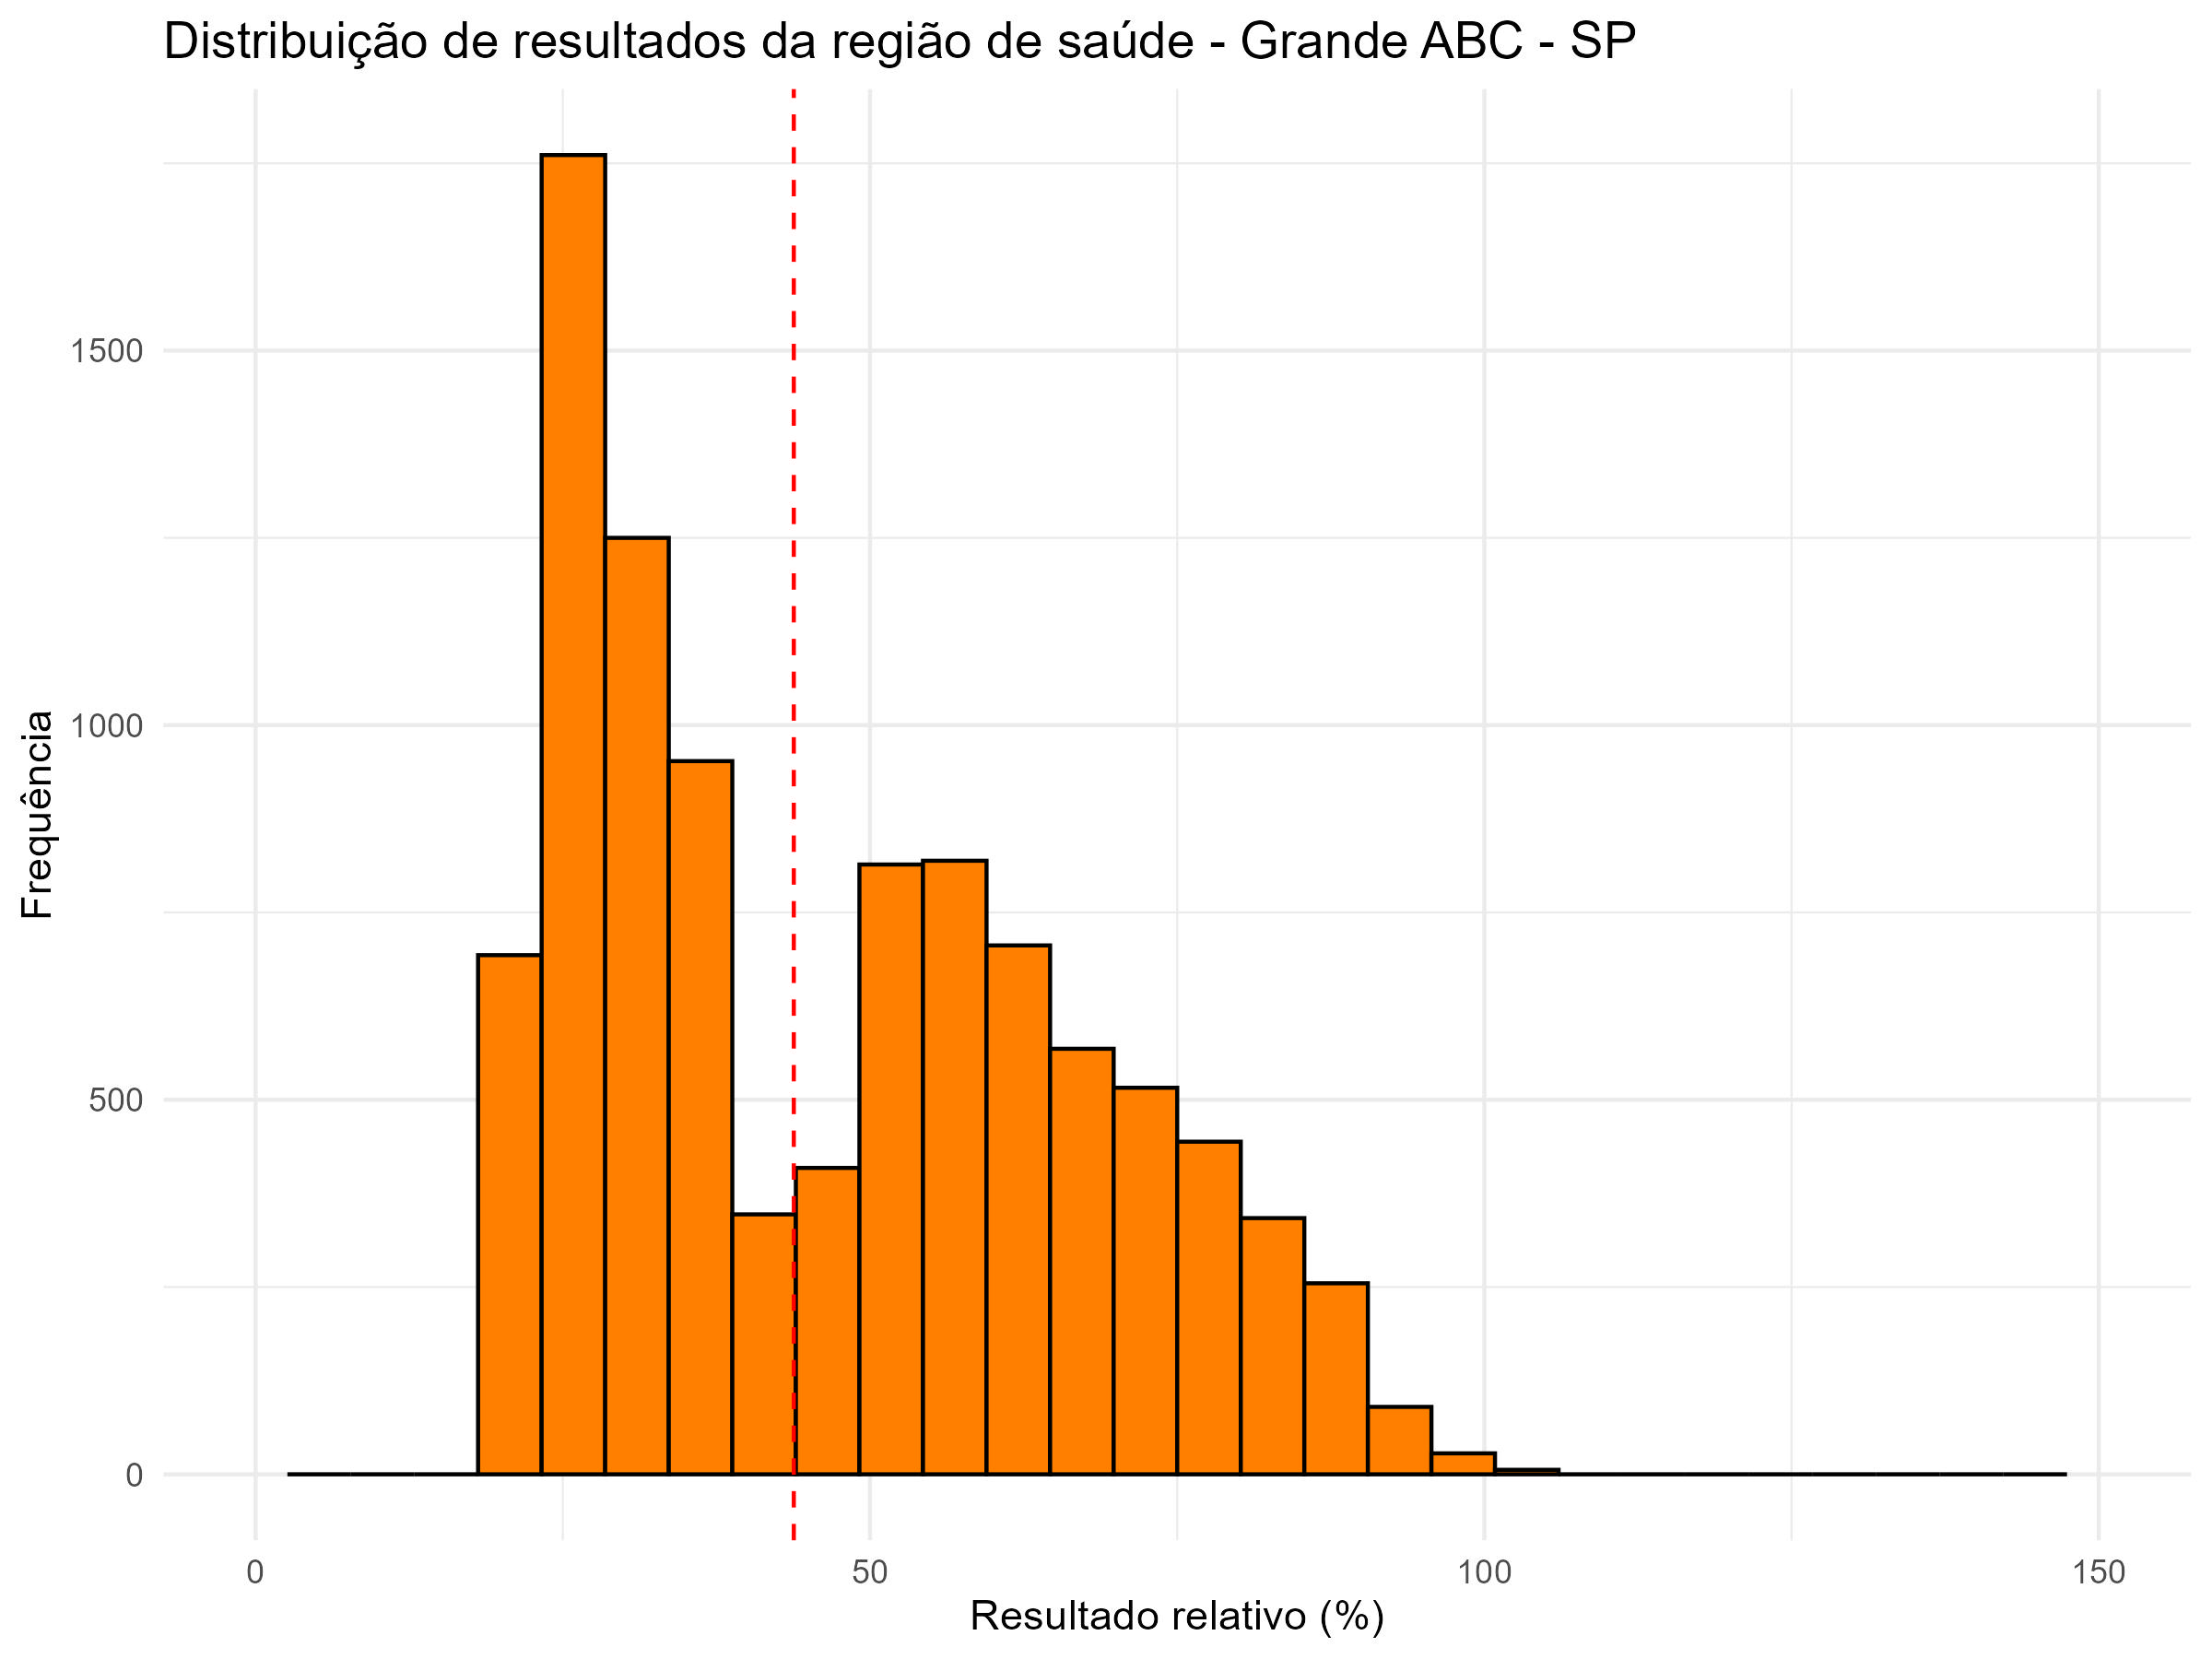 Distribuição de resultados da região de saúde - Grande ABC - SP
Frequência
1500
1000
500
0
0
50
100
150
Resultado relativo (%)